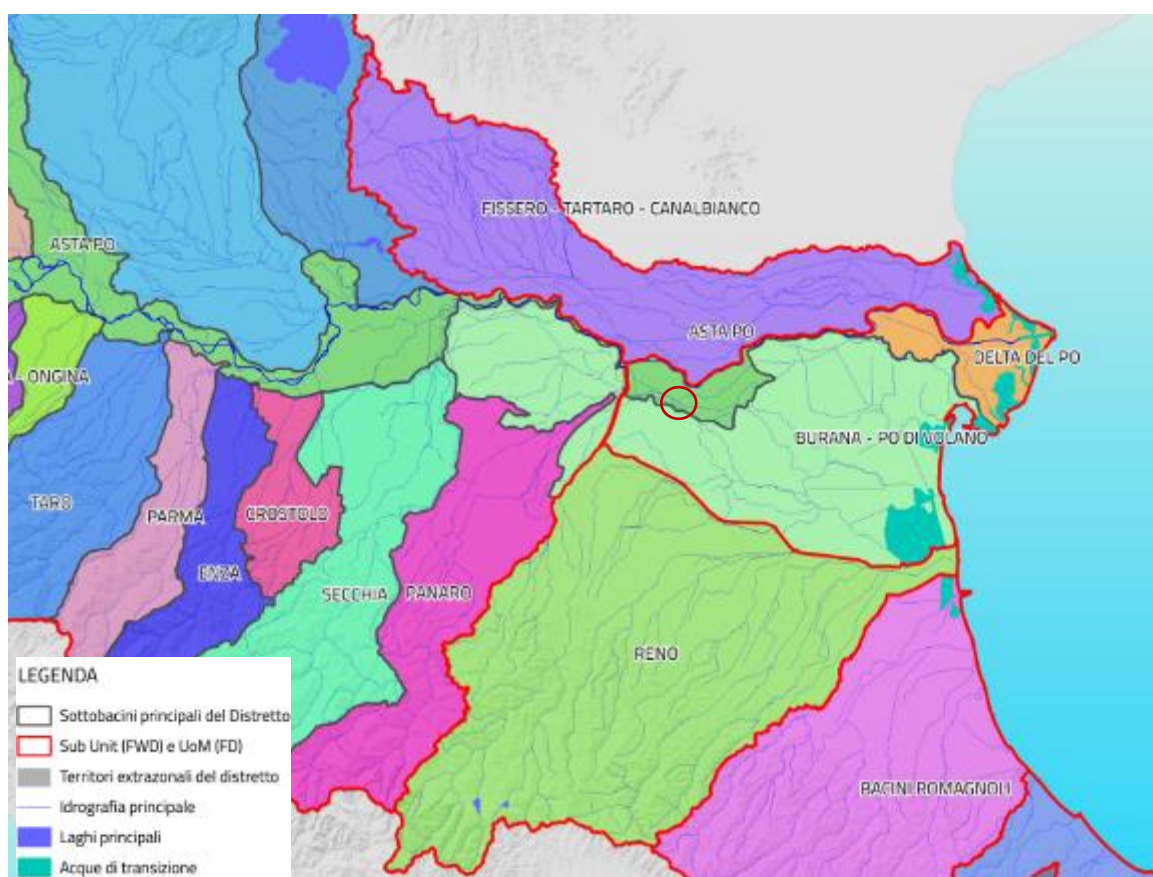 FISSERO - TARTARO - CANALBIANCO
ASTA PO
ASTA PO
DELTA DEL PO
- ONGINA
BURANA - PO DI VOLANO
TARO
PARMA
CROSTOLO
ENZA
SECCHIA
PANARO
RENO
BACINI ROMAGNOLI
LEGENDA
Sottobacini principali del Distretto
Sub Unit (FWD) e UoM (FD)
Territori extrazonali del distretto
Idrografia principale
Laghi principali
Acque di transizione